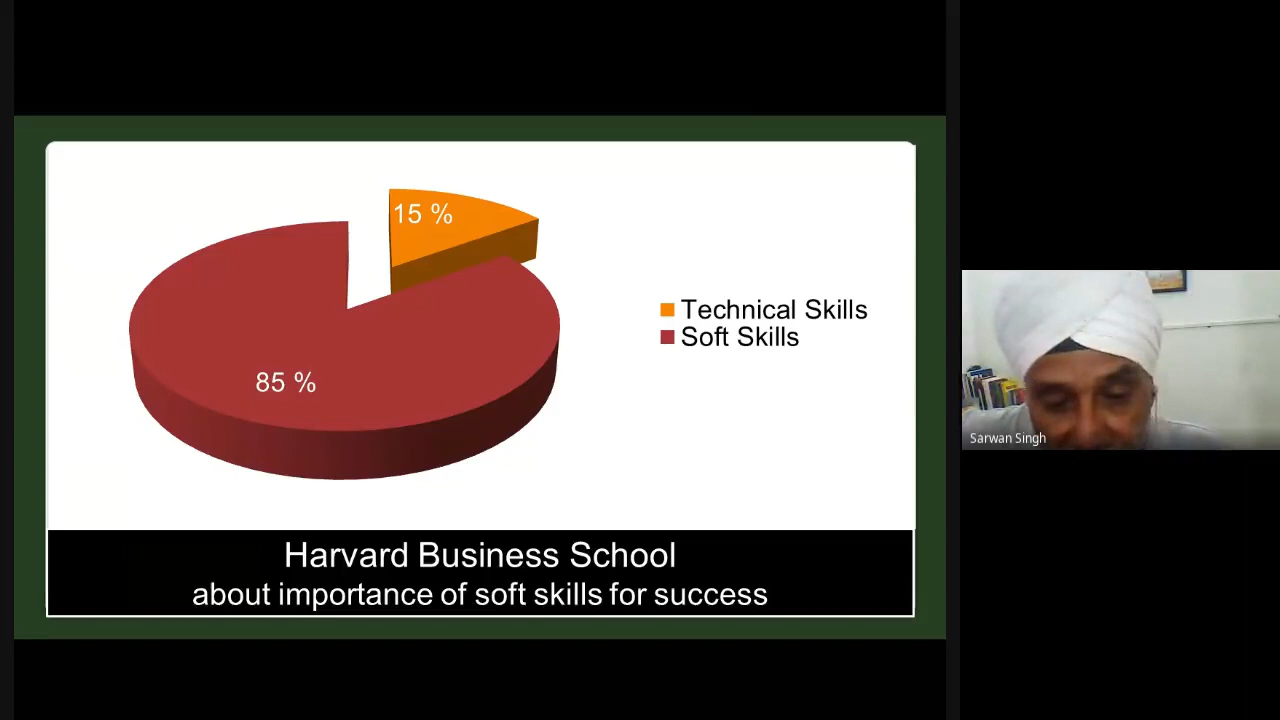 15 %
85 %
Technical Skills
Soft Skills
Harvard Business School
about importance of soft skills for success
Sarwan Singh